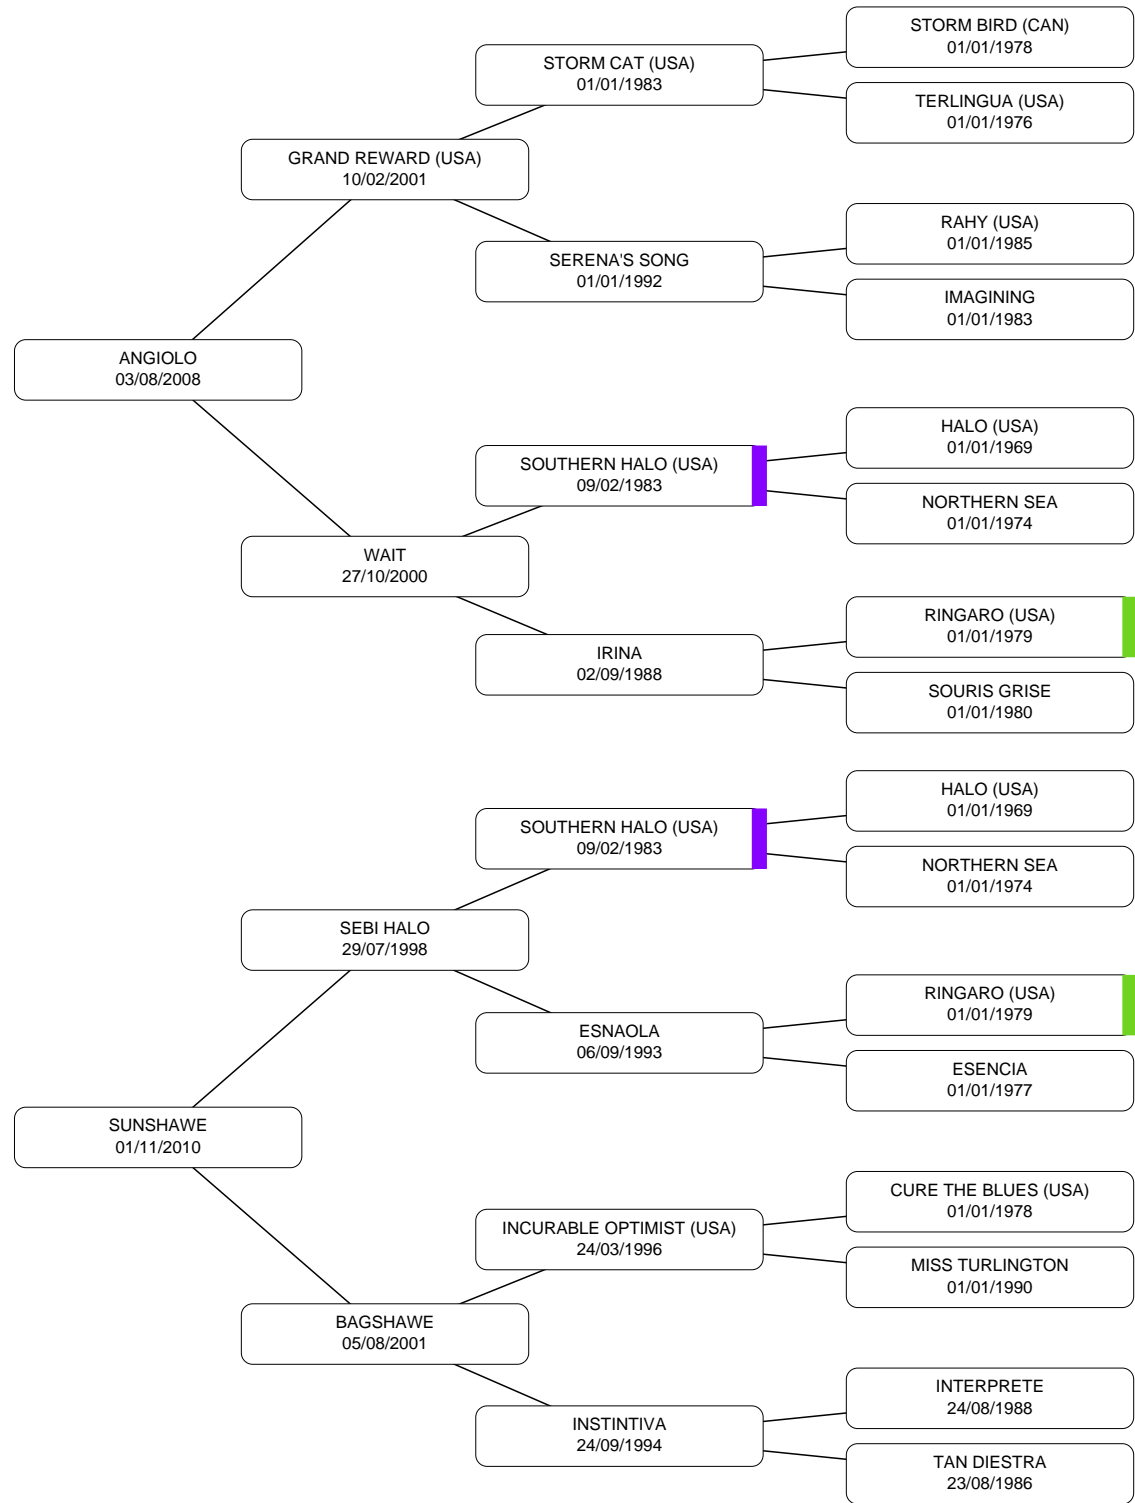 STORM BIRD (CAN)
01/01/1978
STORM CAT (USA)
01/01/1983
TERLINGUA (USA)
01/01/1976
GRAND REWARD (USA)
10/02/2001
RAHY (USA)
01/01/1985
SERENA'S SONG
01/01/1992
IMAGINING
01/01/1983
ANGIOLO
03/08/2008
HALO (USA)
01/01/1969
SOUTHERN HALO (USA)
09/02/1983
NORTHERN SEA
01/01/1974
WAIT
27/10/2000
RINGARO (USA)
01/01/1979
IRINA
02/09/1988
SOURIS GRISE
01/01/1980
HALO (USA)
01/01/1969
SOUTHERN HALO (USA)
09/02/1983
NORTHERN SEA
01/01/1974
SEBI HALO
29/07/1998
RINGARO (USA)
01/01/1979
ESNAOLA
06/09/1993
ESENCIA
01/01/1977
SUNSHAWE
01/11/2010
CURE THE BLUES (USA)
01/01/1978
INCURABLE OPTIMIST (USA)
24/03/1996
MISS TURLINGTON
01/01/1990
BAGSHAWE
05/08/2001
INTERPRETE
24/08/1988
INSTINTIVA
24/09/1994
TAN DIESTRA
23/08/1986